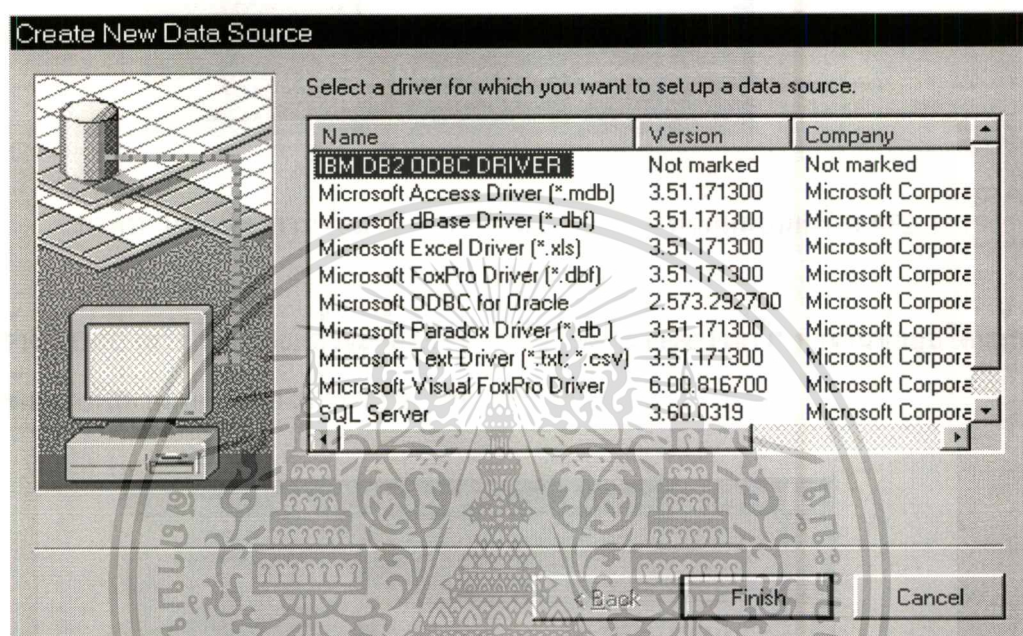 Create New Data Source
Select a driver for which you want to set up a data source.
Name Version Company
IBM DB2 ODBC DRIVER Not marked Not marked
Microsoft Access Driver (*.mdb) 3.51.171300 Microsoft Corpora
Microsoft dBase Driver (*.dbf) 3.51.171300 Microsoft Corpora
Microsoft Excel Driver (*.xls) 3.51.171300 Microsoft Corpora
Microsoft FoxPro Driver (*.dbf) 3.51.171300 Microsoft Corpora
Microsoft ODBC for Oracle 2.573.292700 Microsoft Corpora
Microsoft Paradox Driver (*.db ) 3.51.171300 Microsoft Corpora
Microsoft Text Driver (*.txt; *.csv) 3.51.171300 Microsoft Corpora
Microsoft Visual FoxPro Driver 6.00.816700 Microsoft Corpora
SQL Server 3.60.0319 Microsoft Corpora
< Back Finish Cancel